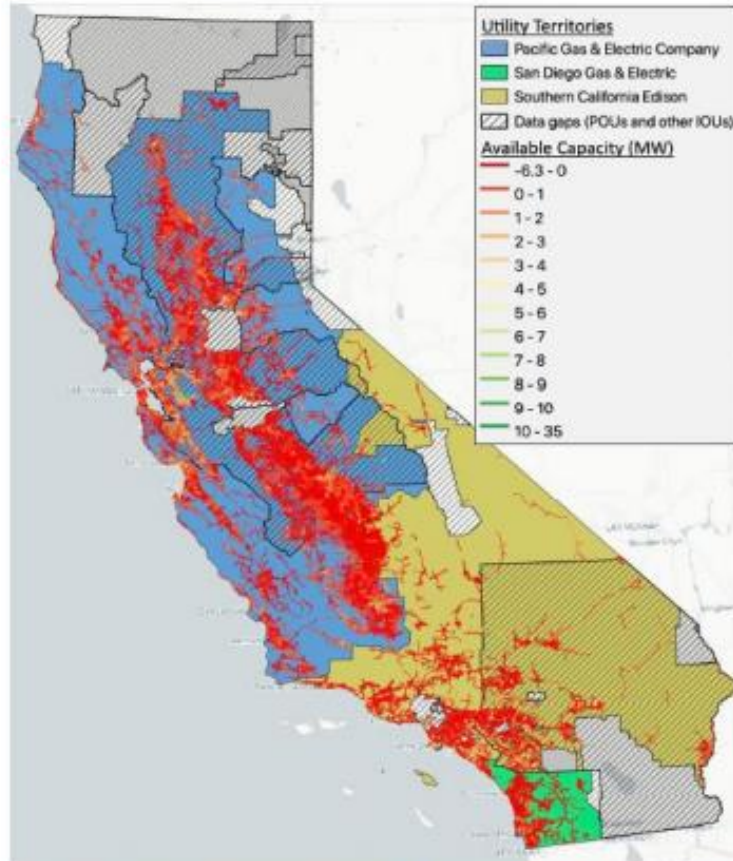 Utility Territories
Pacific Gas & Electric Company
San Diego Gas & Electric
Southern California Edison
Data gaps (POUs and other IOUs)
Available Capacity (MW)
-6.3 - 0
0 - 1
1 - 2
2 - 3
3 - 4
4 - 5
5 - 6
6 - 7
7 - 8
8 - 9
9 - 10
10 - 35